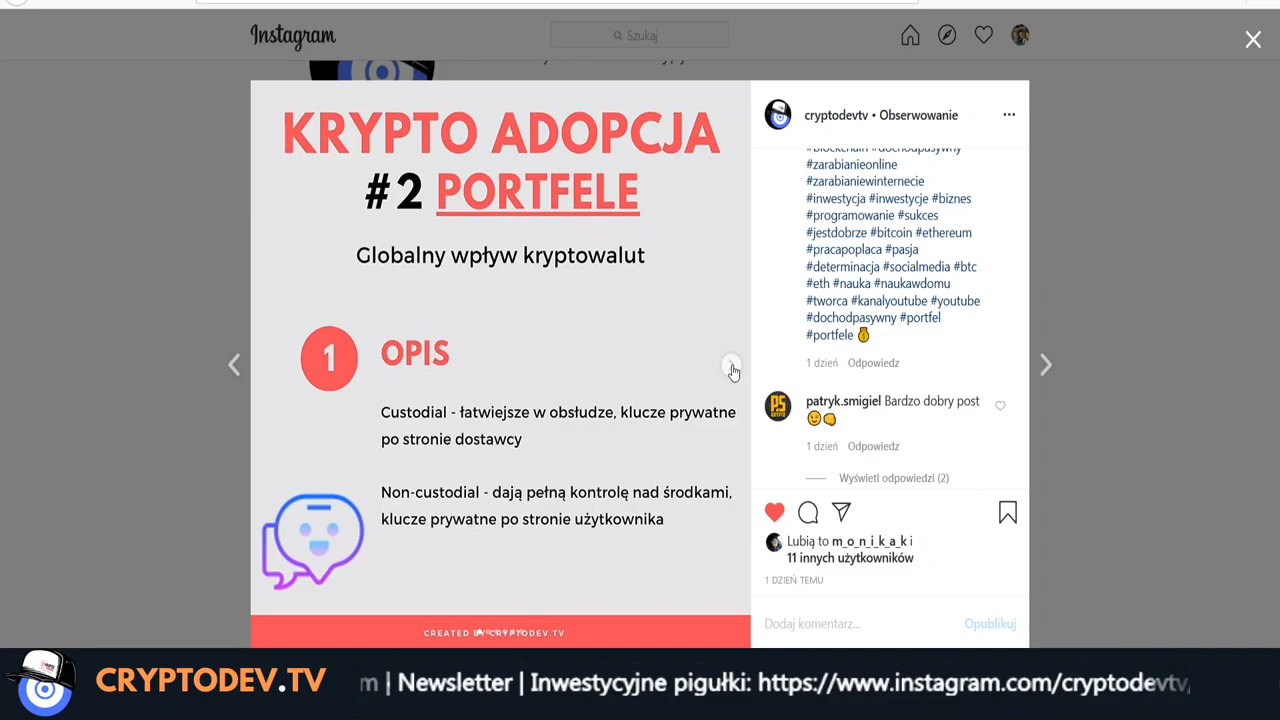 Instagram
Szukaj
KRYPTO ADOPCJA
#2 PORTFELE
Globalny wpływ kryptowalut
1
OPIS
Custodial - łatwiejsze w obsłudze, klucze prywatne
po stronie dostawcy
Non-custodial - dają pełną kontrolę nad środkami,
klucze prywatne po stronie użytkownika
CREATED BY CRYPTODEV.TV
cryptodevtv • Obserwowanie
#blockchain #dochodpasywny
#zarabianieonline
#zarabianiewinternecie
#inwestycja #inwestycje #biznes
#programowanie #sukces
#jestdobrze #bitcoin #ethereum
#pracapoplaca #pasja
#determinacja #socialmedia #btc
#eth #nauka #naukawdomu
#tworca #kanalyoutube #youtube
#dochodpasywny #portfel
#portfele
1 dzień Odpowiedz
PS
KRYPTO
patryk.smigiel Bardzo dobry post
1 dzień Odpowiedz
Wyświetl odpowiedzi (2)
Lubią to m_o_n_i_k_a_k i
11 innych użytkowników
1 DZIEŃ TEMU
Dodaj komentarz...
Opublikuj
CRYPTODEV.TV
m | Newsletter | Inwestycyjne pigułki: https://www.instagram.com/cryptodevtv/